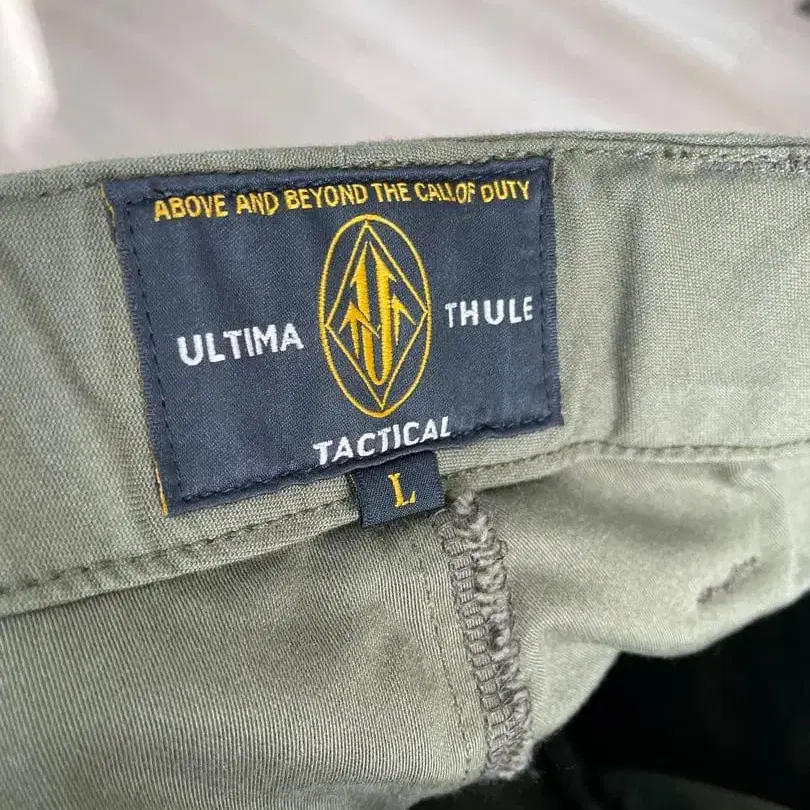 ABOVE AND BEYOND THE CALL OF DUTY
ULTIMA THULE
TACTICAL
L